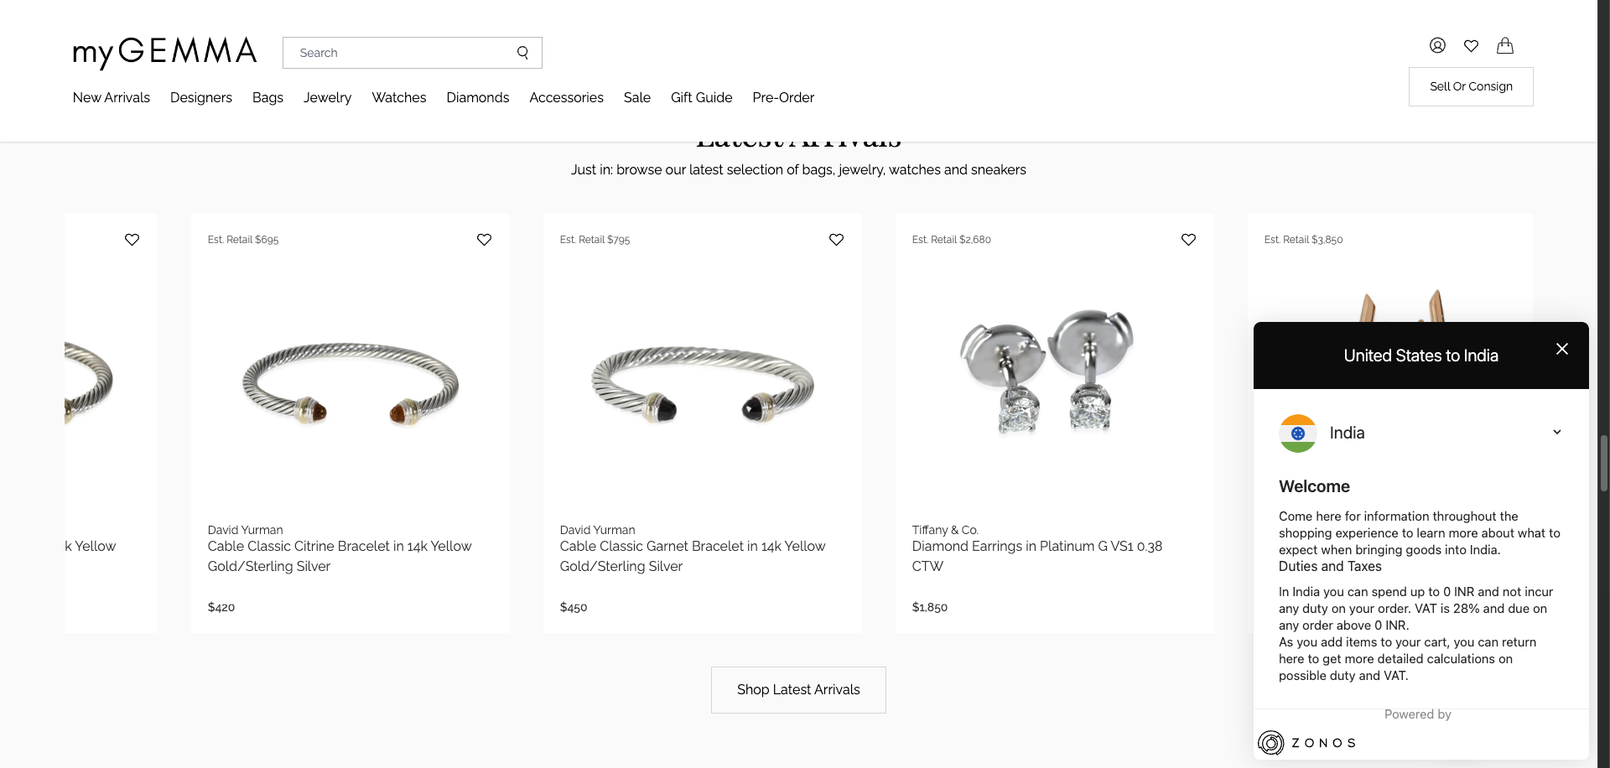 myGEMMA
Search
Sell Or Consign
New Arrivals Designers Bags Jewelry Watches Diamonds Accessories Sale Gift Guide Pre-Order
Latest Arrivals
Just in: browse our latest selection of bags, jewelry, watches and sneakers
k Yellow
Est. Retail $695
David Yurman
Cable Classic Citrine Bracelet in 14k Yellow
Gold/Sterling Silver
$420
Est. Retail $795
David Yurman
Cable Classic Garnet Bracelet in 14k Yellow
Gold/Sterling Silver
$450
Est. Retail $2,680
Tiffany & Co.
Diamond Earrings in Platinum G VS1 0.38
CTW
$1,850
Est. Retail $3,850
Shop Latest Arrivals
United States to India
India
Welcome
Come here for information throughout the
shopping experience to learn more about what to
expect when bringing goods into India.
Duties and Taxes
In India you can spend up to 0 INR and not incur
any duty on your order. VAT is 28% and due on
any order above 0 INR.
As you add items to your cart, you can return
here to get more detailed calculations on
possible duty and VAT.
Powered by
ZONOS